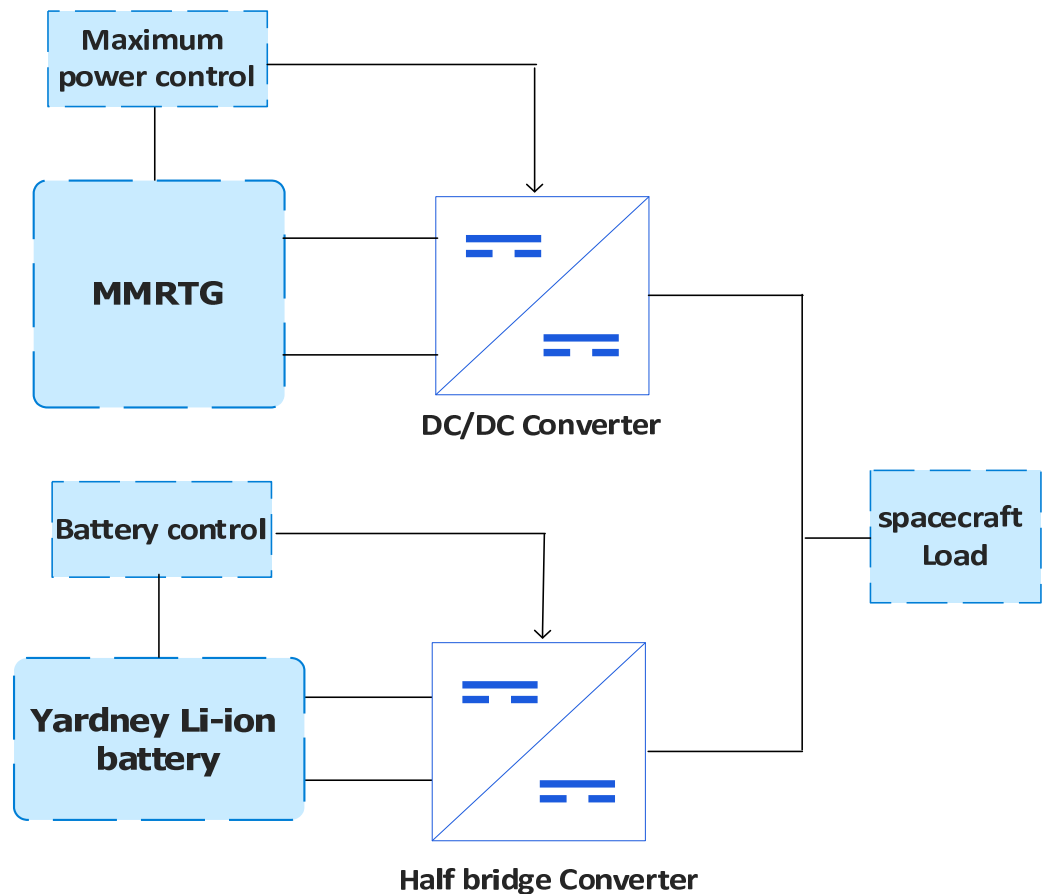 Maximum
power control
MMRTG
DC/DC Converter
Battery control
spacecraft
Load
Yardney Li-ion
battery
Half bridge Converter